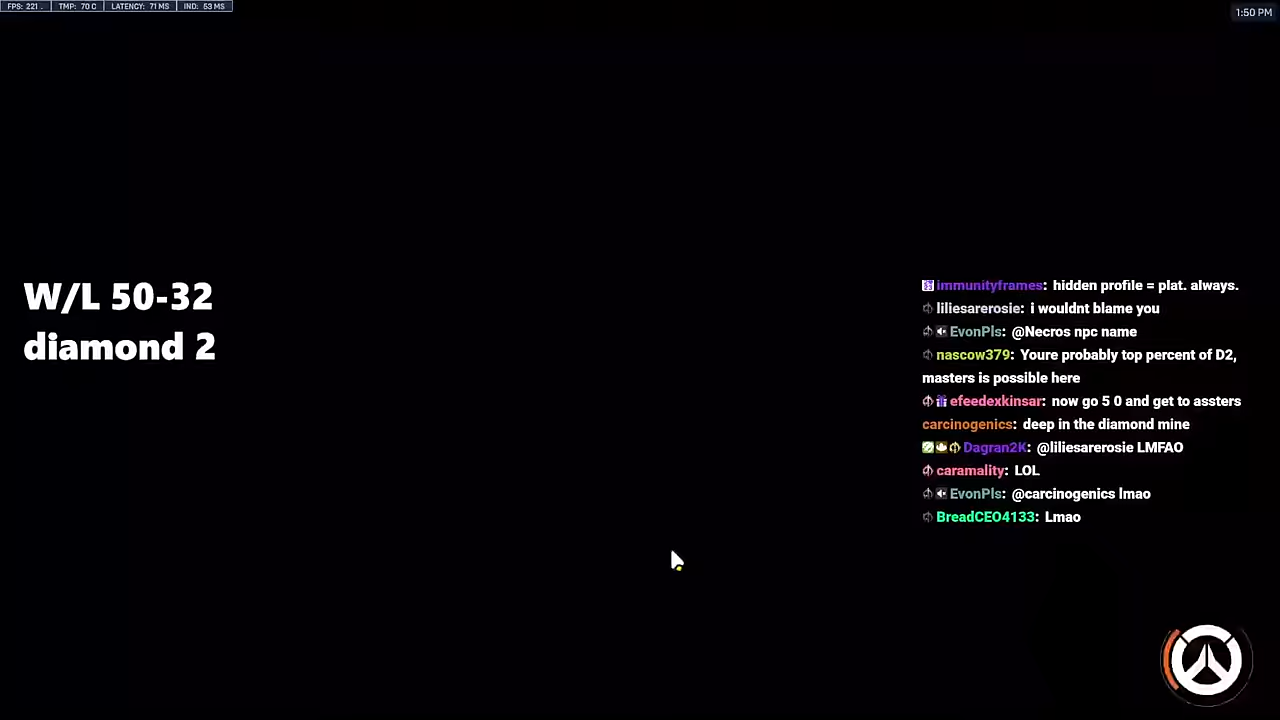 FPS: 221 . TMP: 70 C LATENCY: 71 MS IND: 53 MS
1:50 PM
W/L 50-32
diamond 2
immunityframes: hidden profile = plat. always.
liliesarerosie: i wouldnt blame you
EvonPls: @Necros npc name
nascow379: Youre probably top percent of D2,
masters is possible here
efeedexkinsar: now go 5 0 and get to assters
carcinogenics: deep in the diamond mine
Dagran2K: @liliesarerosie LMFAO
caramality: LOL
EvonPls: @carcinogenics lmao
BreadCEO4133: Lmao